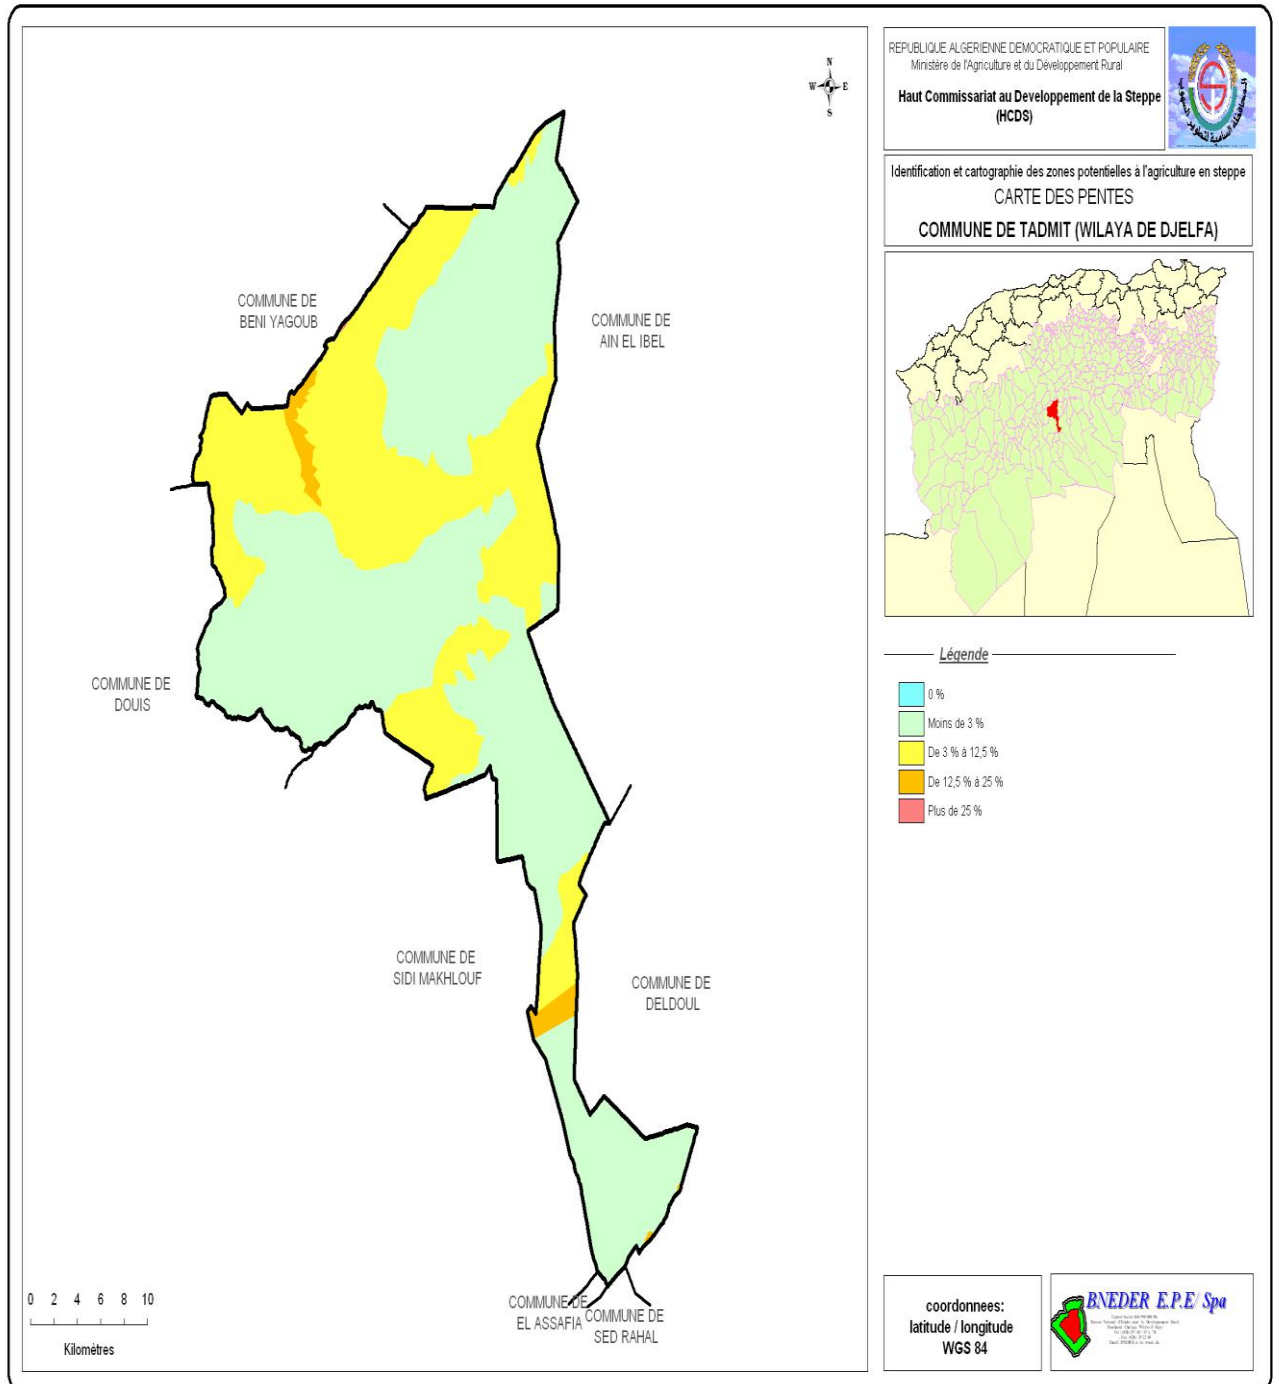 REPUBLIQUE ALGERIENNE DEMOCRATIQUE ET POPULAIRE
Ministère de l'Agriculture et du Développement Rural
Haut Commissariat au Developpement de la Steppe
(HCDS)
Identification et cartographie des zones potentielles à l'agriculture en steppe
CARTE DES PENTES
COMMUNE DE TADMIT (WILAYA DE DJELFA)
N
W E
S
COMMUNE DE
BENI YAGOUB
COMMUNE DE
AIN EL IBEL
COMMUNE DE
DOUIS
COMMUNE DE
SIDI MAKHLOUF
COMMUNE DE
DELDOUL
COMMUNE DE
EL ASSAFIA
COMMUNE DE
SED RAHAL
Légende
0 %
Moins de 3 %
De 3 % à 12,5 %
De 12,5 % à 25 %
Plus de 25 %
0 2 4 6 8 10
Kilomètres
coordonnees:
latitude / longitude
WGS 84
BNEDER E.P.E/ Spa